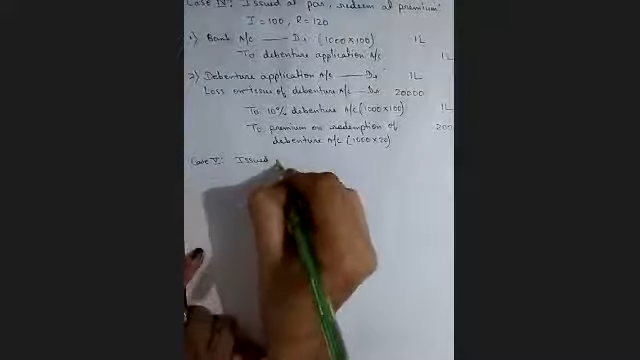 Case IV: Issued at par, redeem at premium
I = 100, R = 120
1) Bank A/c —— Dr (1000×100) 1L
To debenture application A/c 1L
2) Debenture application A/c —— Dr 1L
Loss on issue of debenture A/c — Dr 20000
To 10% debenture A/c (1000×100) 1L
To premium on redemption of 200
debenture A/c (1000×20)
Case V: Issued